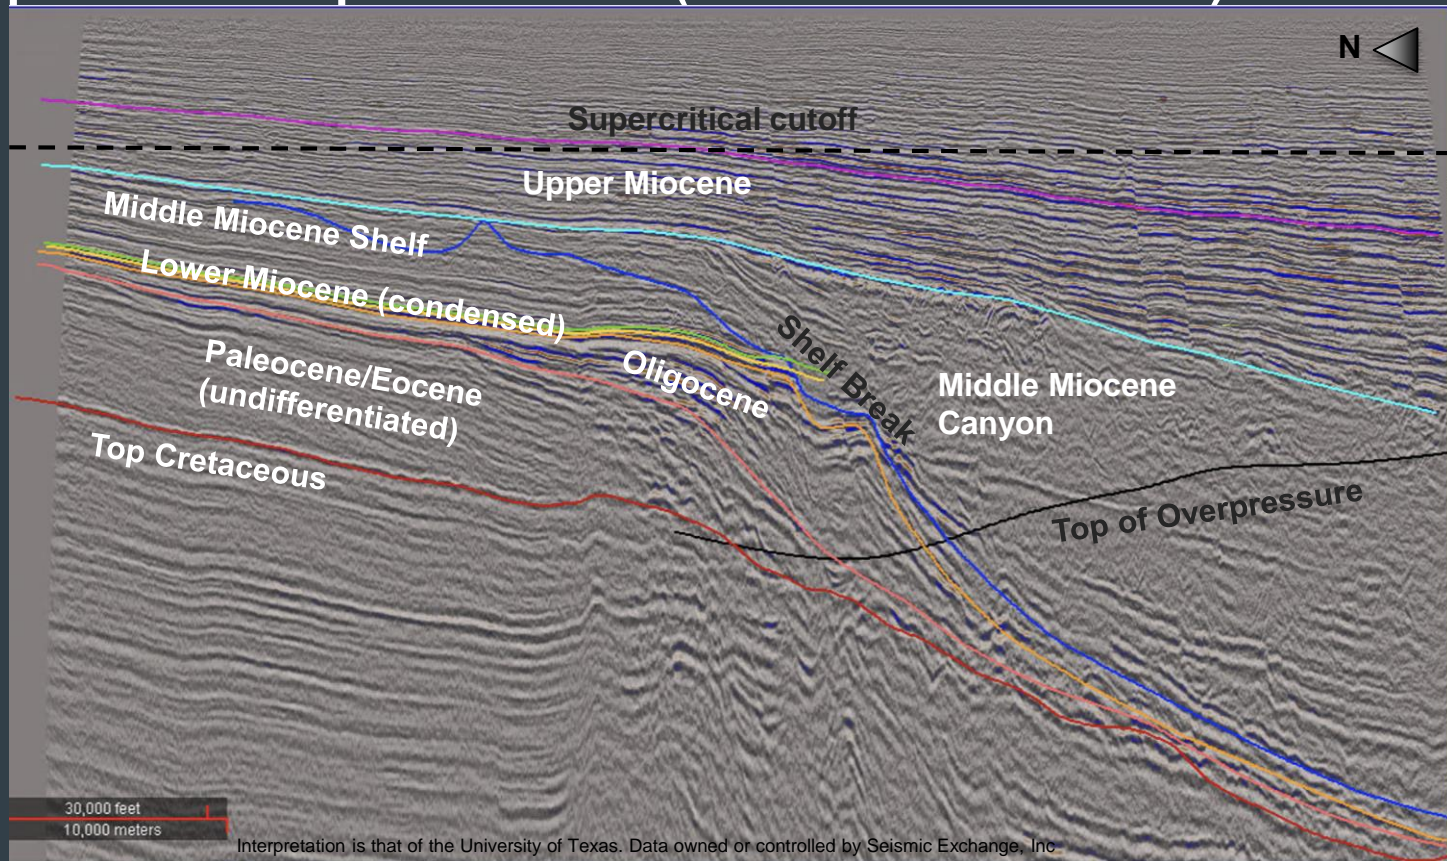 N
Supercritical cutoff
Upper Miocene
Middle Miocene Shelf
Lower Miocene (condensed)
Oligocene
Shelf Break
Middle Miocene
Canyon
Paleocene/Eocene
(undifferentiated)
Top Cretaceous
Top of Overpressure
30,000 feet
10,000 meters
Interpretation is that of the University of Texas. Data owned or controlled by Seismic Exchange, Inc